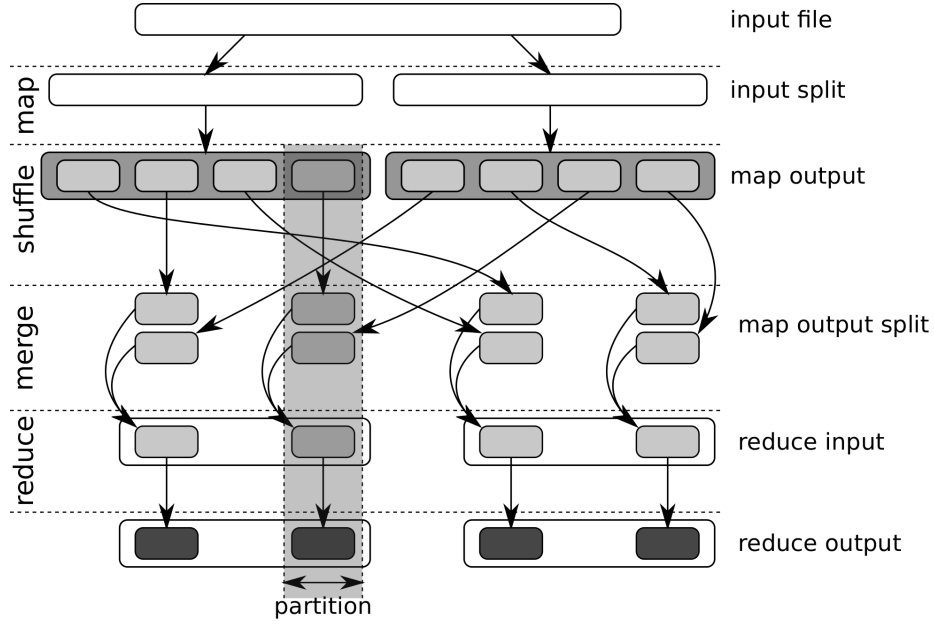 input file
map
input split
shuffle
map output
merge
map output split
reduce
reduce input
reduce output
partition